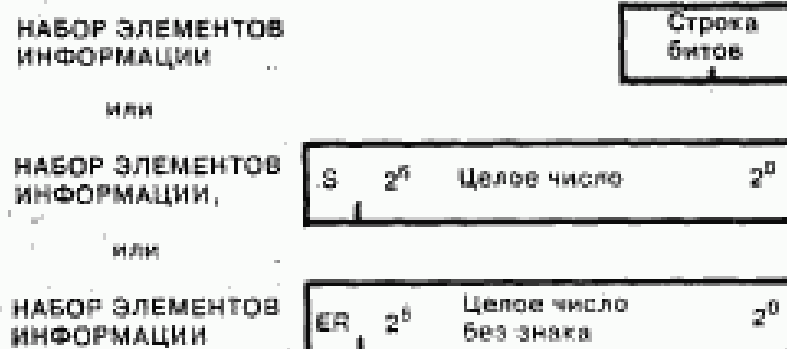 НАБОР ЭЛЕМЕНТОВ
ИНФОРМАЦИИ
Строка
битов
или
НАБОР ЭЛЕМЕНТОВ
ИНФОРМАЦИИ,
S 2⁶ Целое число 2⁰
или
НАБОР ЭЛЕМЕНТОВ
ИНФОРМАЦИИ
ER 2⁵ Целое число
без знака 2⁰